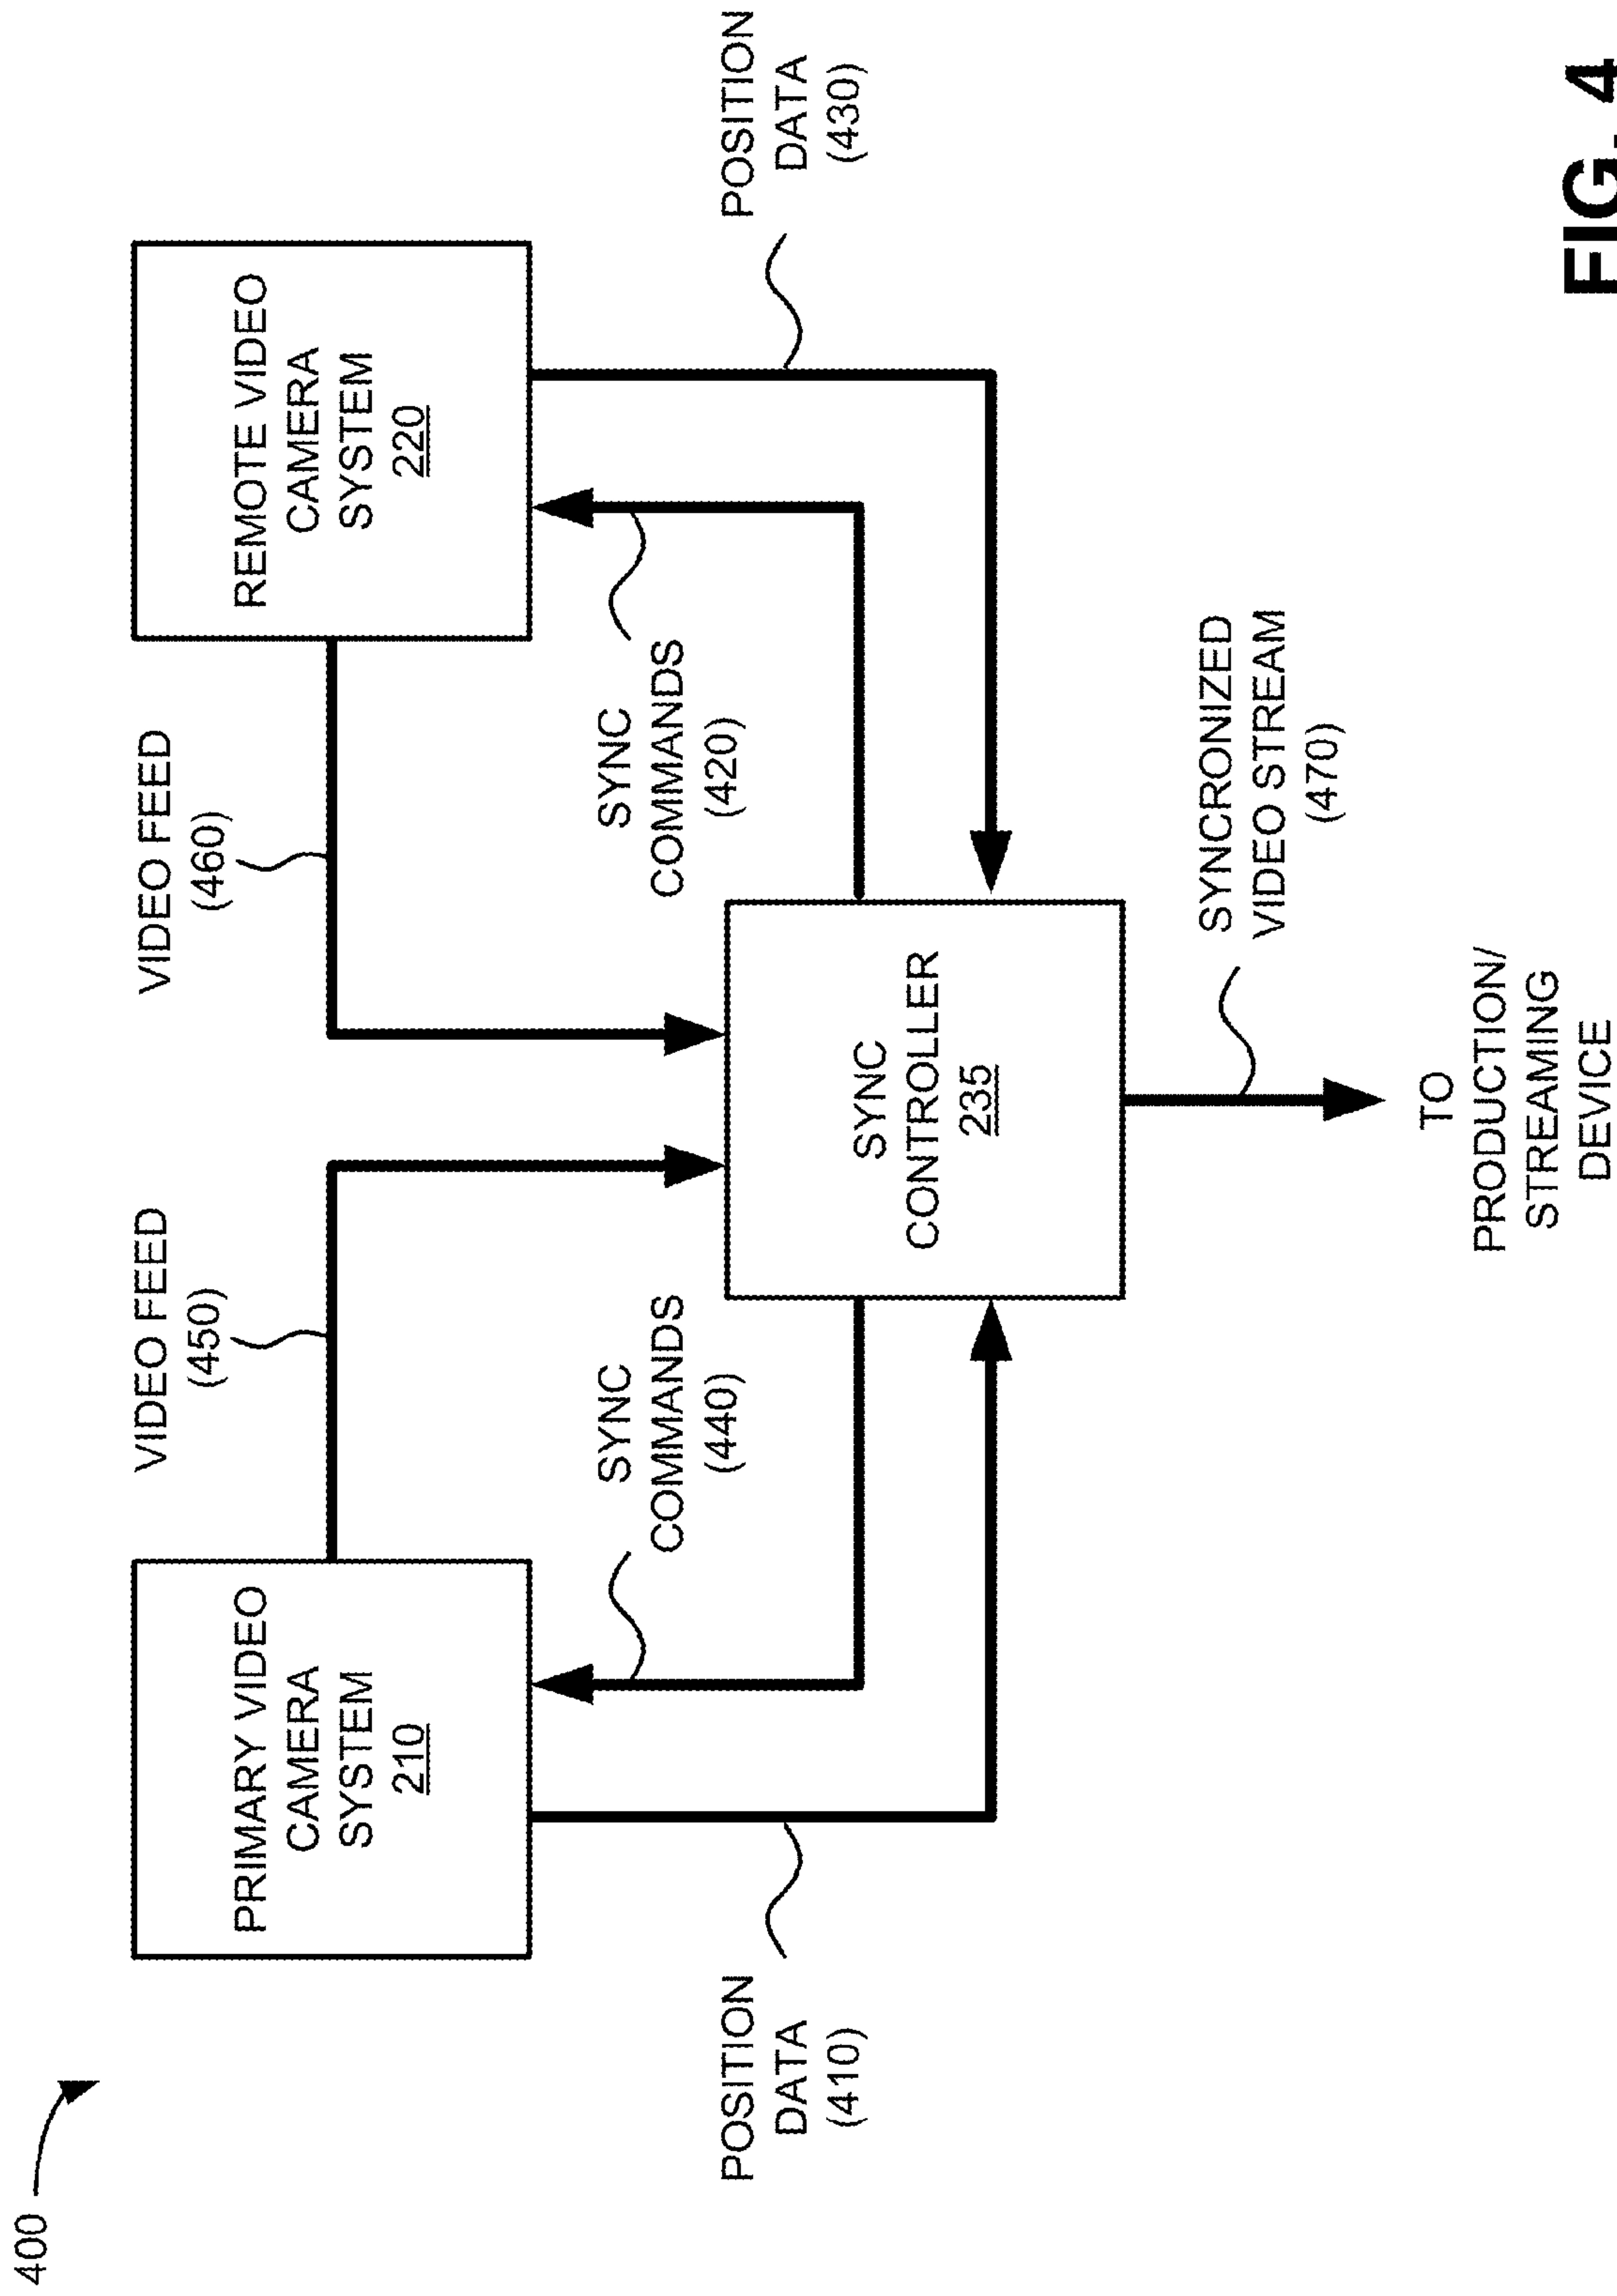 400
VIDEO FEED
(450)
VIDEO FEED
(460)
PRIMARY VIDEO
CAMERA
SYSTEM
210
REMOTE VIDEO
CAMERA
SYSTEM
220
SYNC
COMMANDS
(440)
SYNC
COMMANDS
(420)
POSITION
DATA
(410)
POSITION
DATA
(430)
SYNC
CONTROLLER
235
SYNCRONIZED
VIDEO STREAM
(470)
TO
PRODUCTION/
STREAMING
DEVICE
FIG. 4